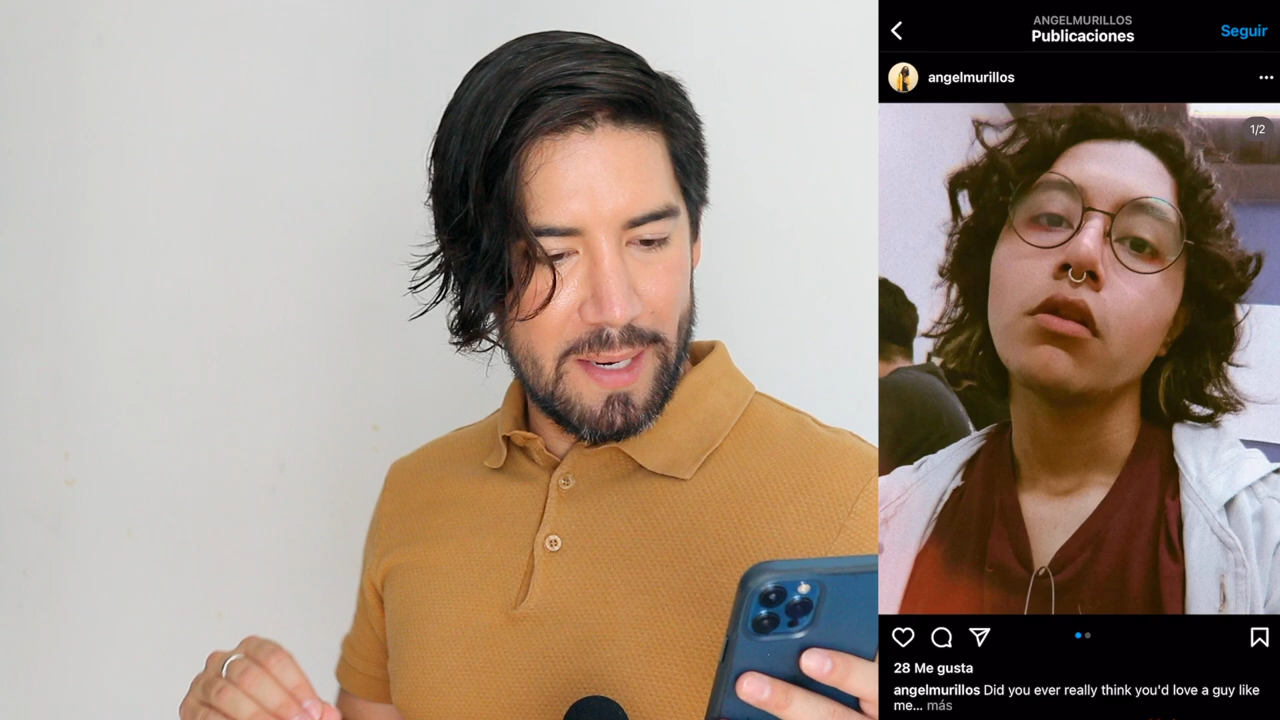 ANGELMURILLOS
Publicaciones
Seguir
angelmurillos
1/2
28 Me gusta
angelmurillos Did you ever really think you'd love a guy like
me... más